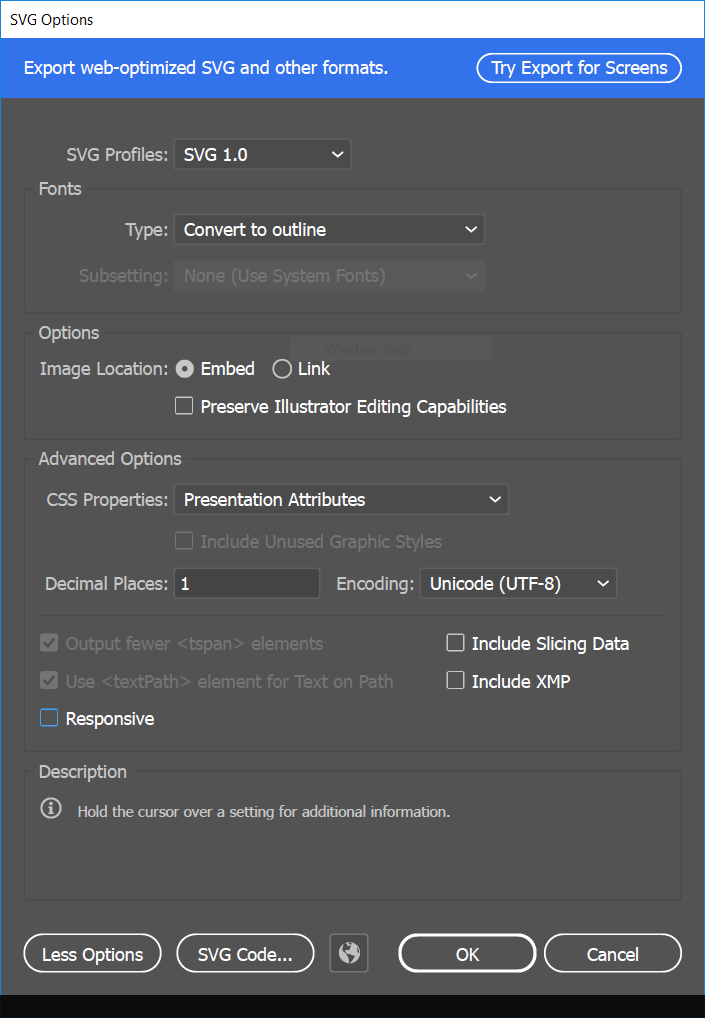 SVG Options
Export web-optimized SVG and other formats. Try Export for Screens
SVG Profiles: SVG 1.0
Fonts
Type: Convert to outline
Subsetting: None (Use System Fonts)
Options
Window Snip
Image Location: Embed Link
Preserve Illustrator Editing Capabilities
Advanced Options
CSS Properties: Presentation Attributes
Include Unused Graphic Styles
Decimal Places: 1 Encoding: Unicode (UTF-8)
Output fewer <tspan> elements Include Slicing Data
Use <textPath> element for Text on Path Include XMP
Responsive
Description
Hold the cursor over a setting for additional information.
Less Options SVG Code... OK Cancel